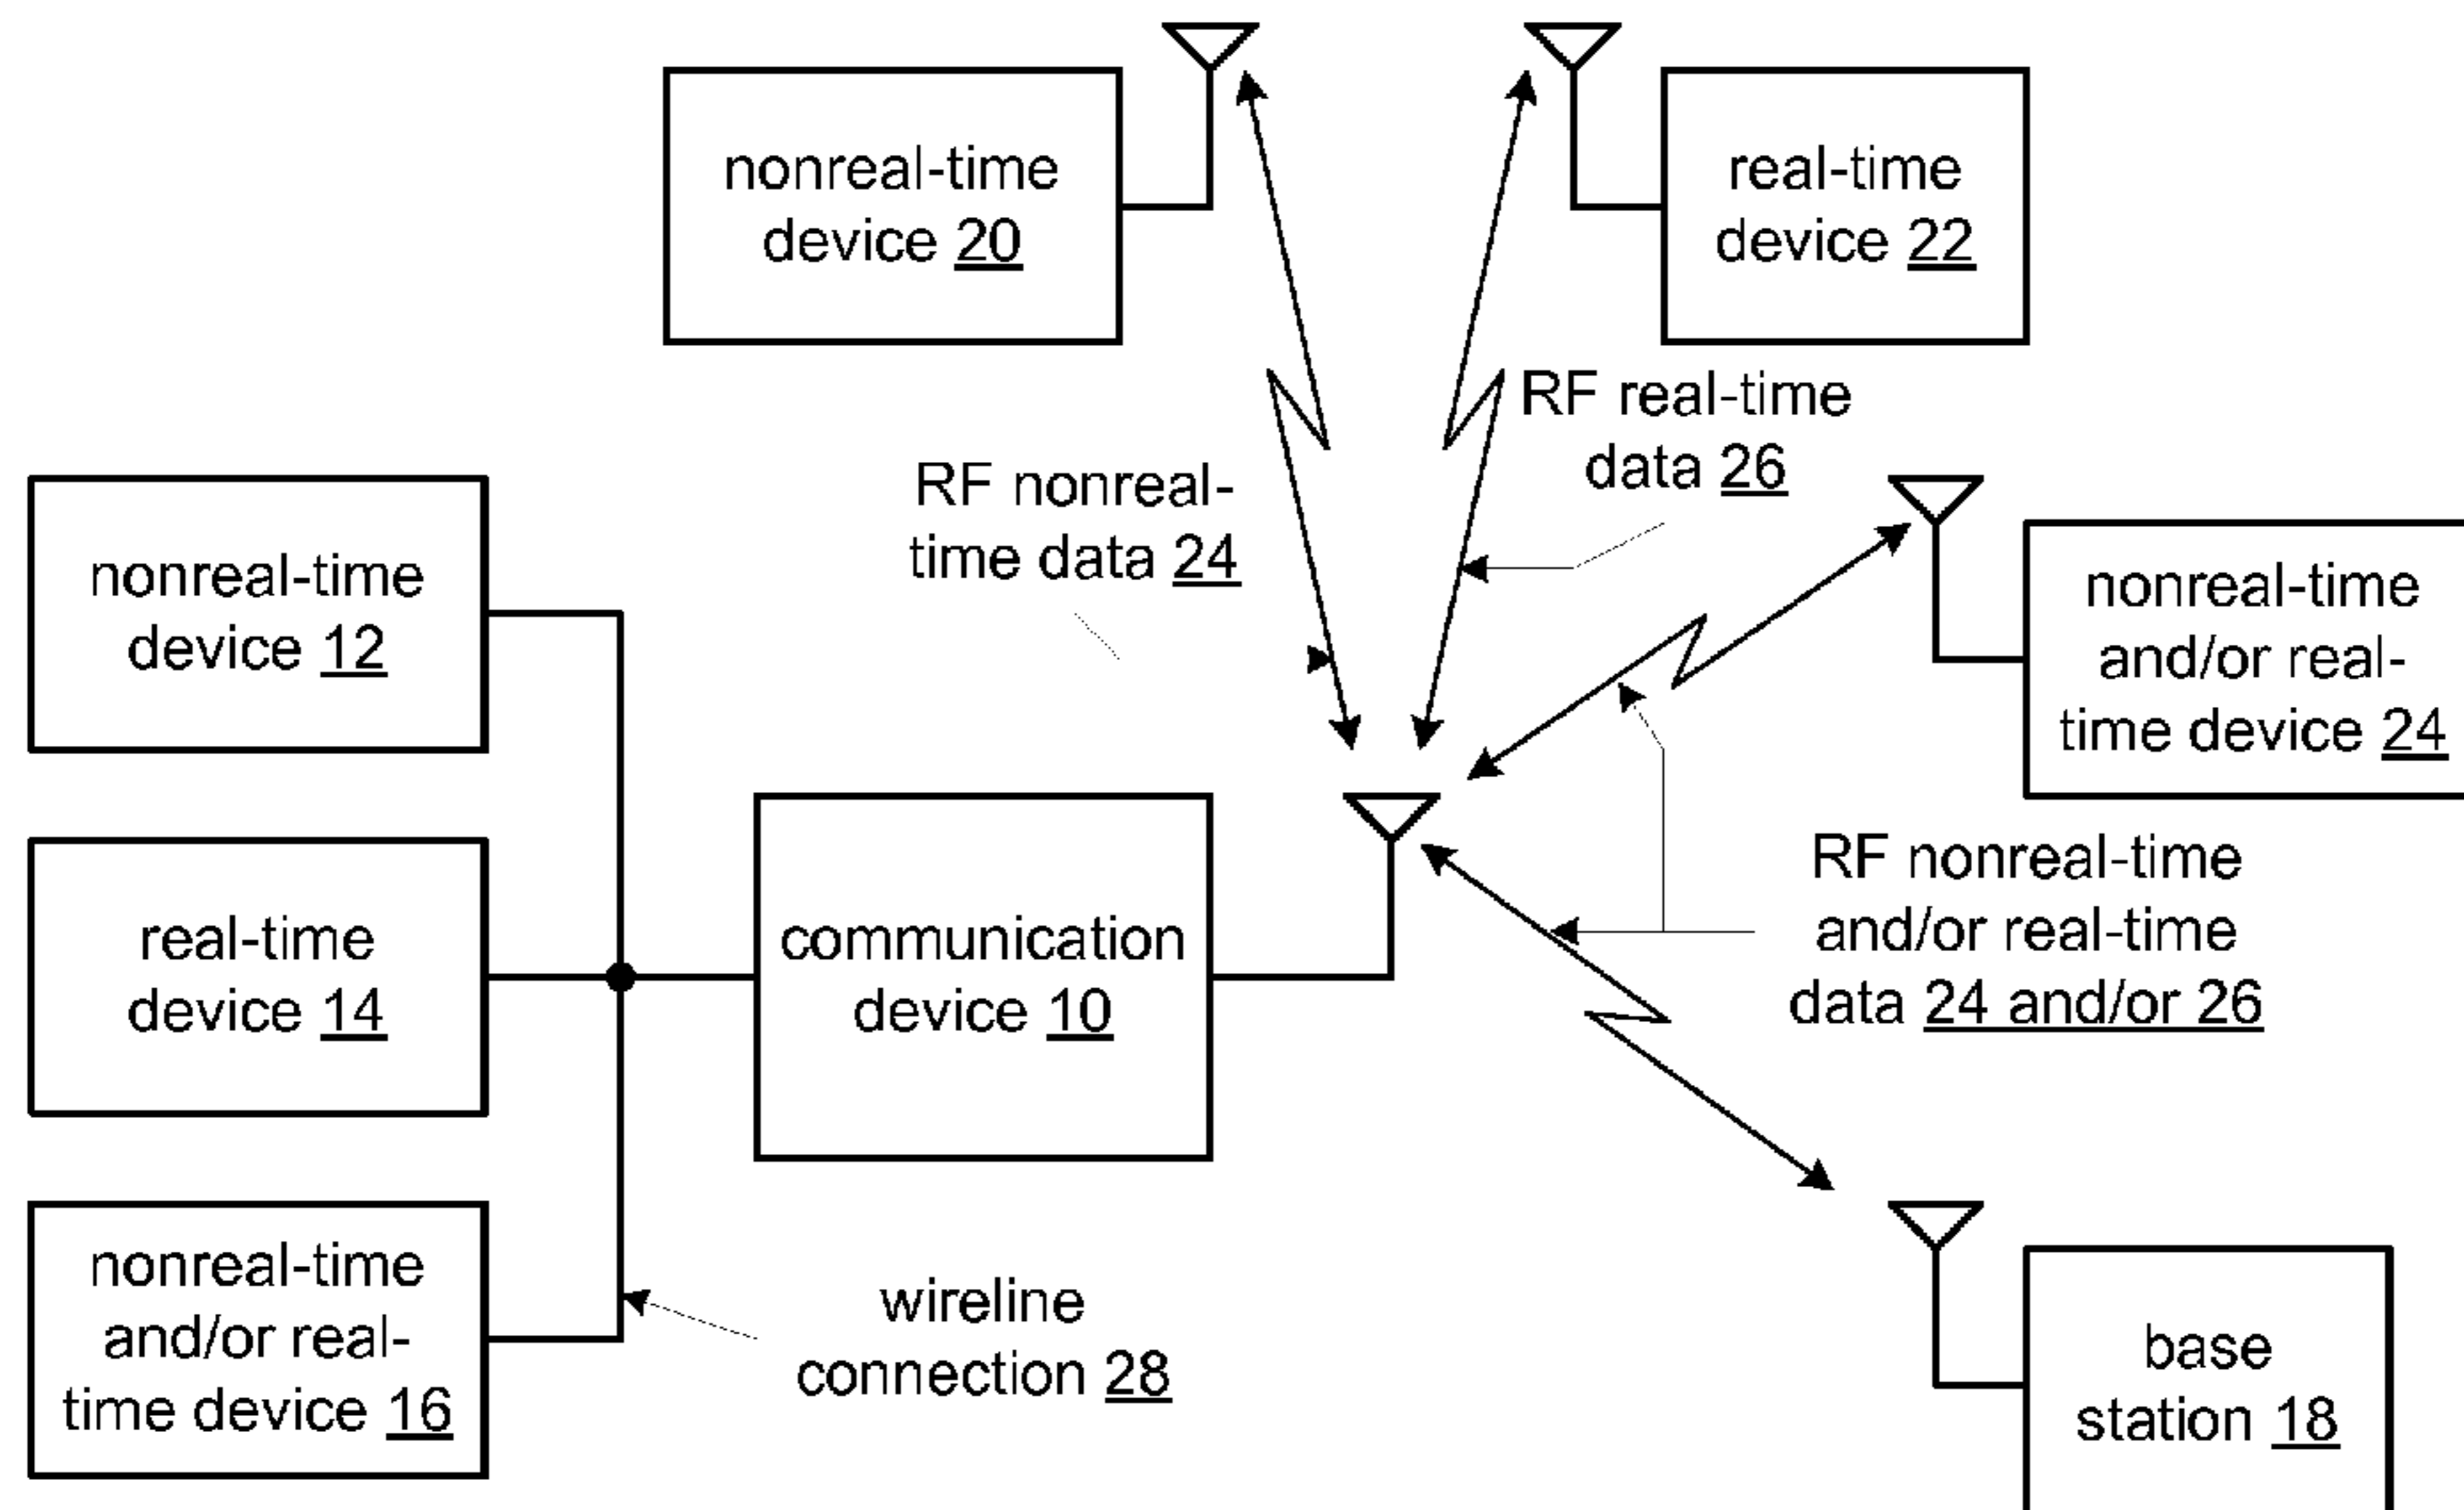 nonreal-time
device 20
real-time
device 22
RF real-time
data 26
RF nonreal-
time data 24
nonreal-time
device 12
nonreal-time
and/or real-
time device 24
real-time
device 14
communication
device 10
RF nonreal-time
and/or real-time
data 24 and/or 26
nonreal-time
and/or real-
time device 16
wireline
connection 28
base
station 18